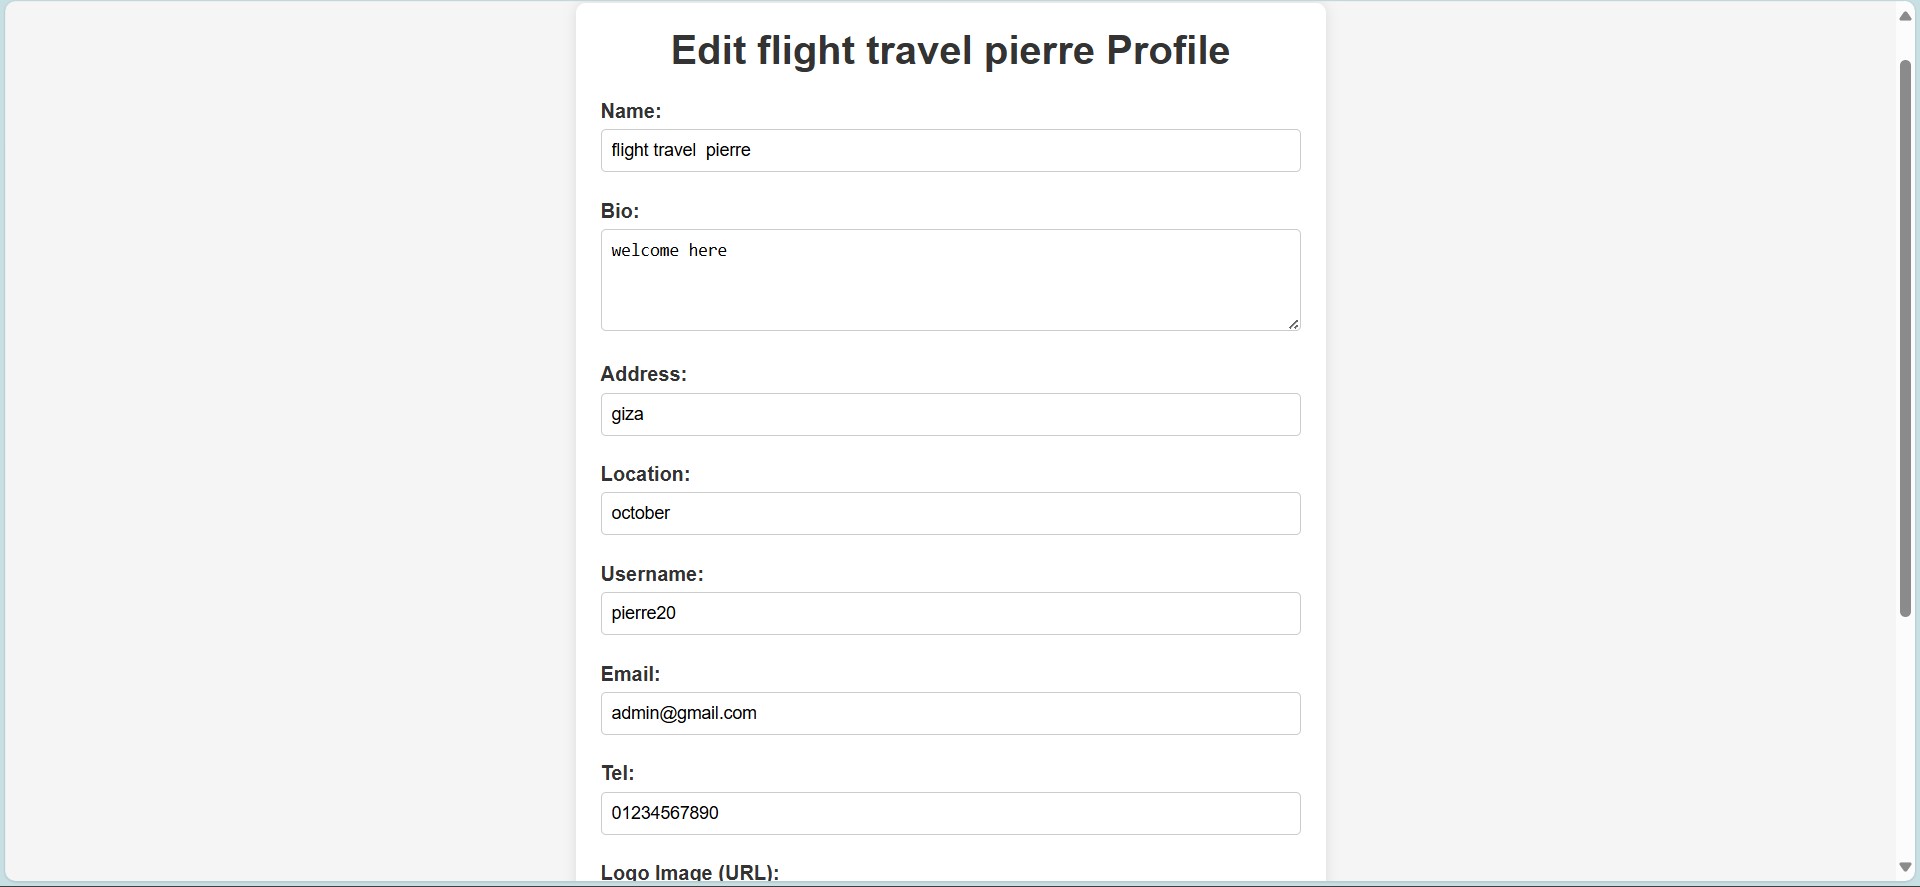 Edit flight travel pierre Profile
Name:
flight travel  pierre
Bio:
welcome here
Address:
giza
Location:
october
Username:
pierre20
Email:
admin@gmail.com
Tel:
01234567890
Logo Image (URL):